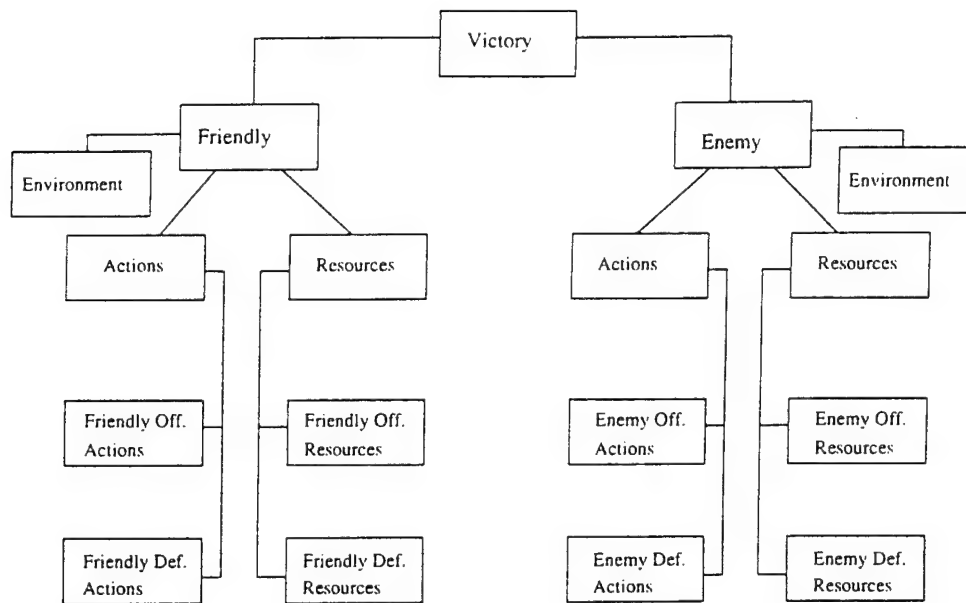 Victory
Friendly
Enemy
Environment
Environment
Actions
Resources
Actions
Resources
Friendly Off.
Actions
Friendly Off.
Resources
Enemy Off.
Actions
Enemy Off.
Resources
Friendly Def.
Actions
Friendly Def.
Resources
Enemy Def.
Actions
Enemy Def.
Resources